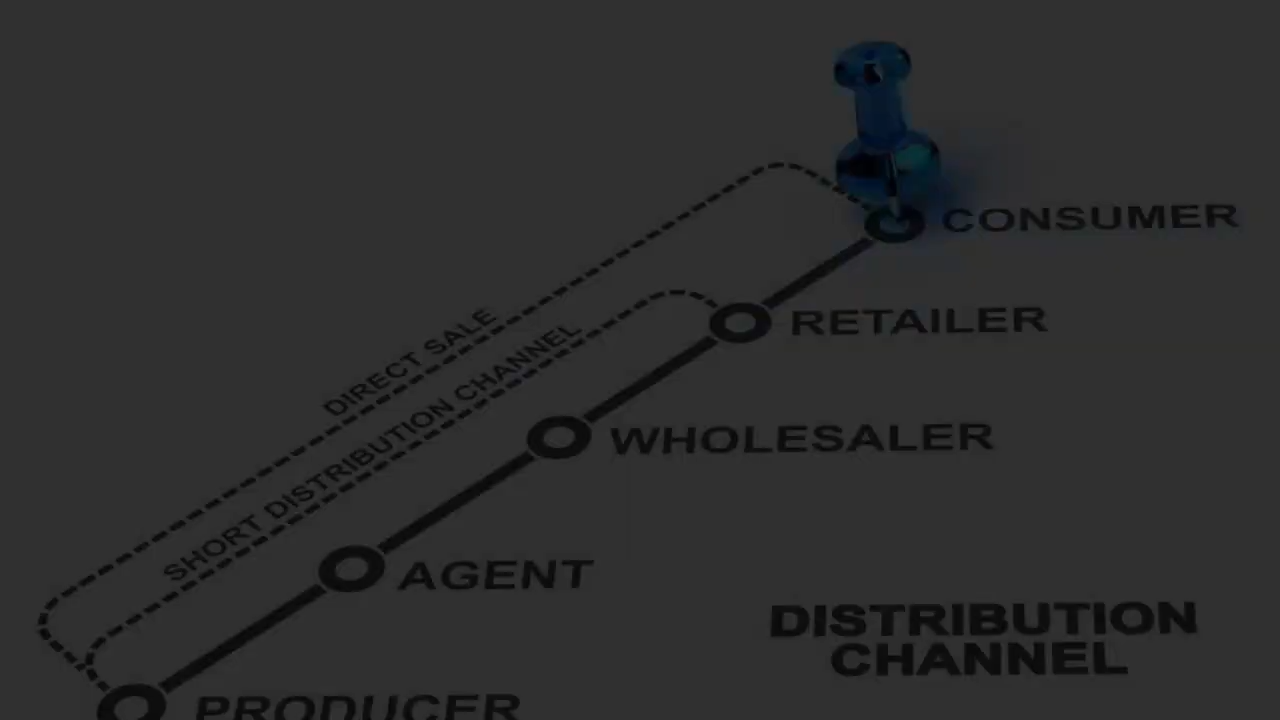 CONSUMER
RETAILER
DIRECT SALE
SHORT DISTRIBUTION CHANNEL
WHOLESALER
AGENT
DISTRIBUTION
CHANNEL
PRODUCER